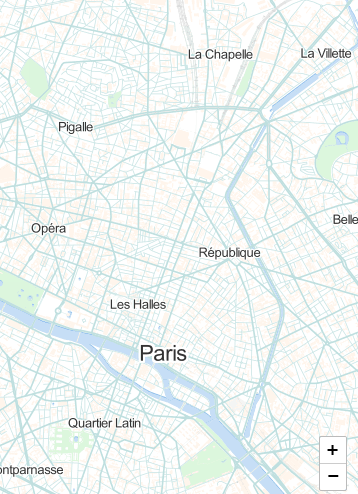 La Chapelle
La Villette
Pigalle
Belle
Opéra
République
Les Halles
Paris
Quartier Latin
ontparnasse
+
−